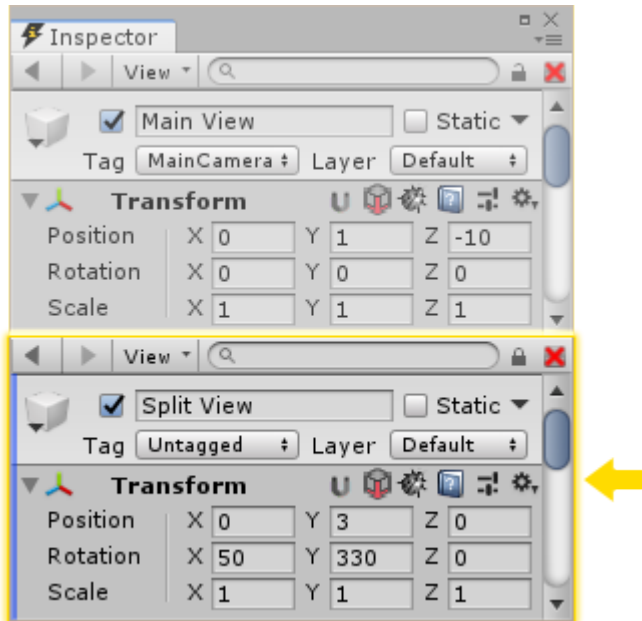 Inspector
View
Main View Static
Tag MainCamera Layer Default
Transform
Position X 0 Y 1 Z -10
Rotation X 0 Y 0 Z 0
Scale X 1 Y 1 Z 1
View
Split View Static
Tag Untagged Layer Default
Transform
Position X 0 Y 3 Z 0
Rotation X 50 Y 330 Z 0
Scale X 1 Y 1 Z 1